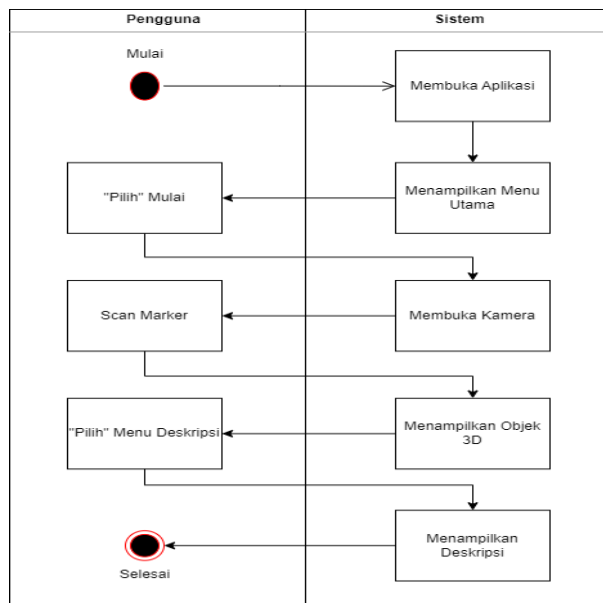 Pengguna
Sistem
Mulai
Membuka Aplikasi
"Pilih" Mulai
Menampilkan Menu
Utama
Scan Marker
Membuka Kamera
"Pilih" Menu Deskripsi
Menampilkan Objek
3D
Menampilkan
Deskripsi
Selesai